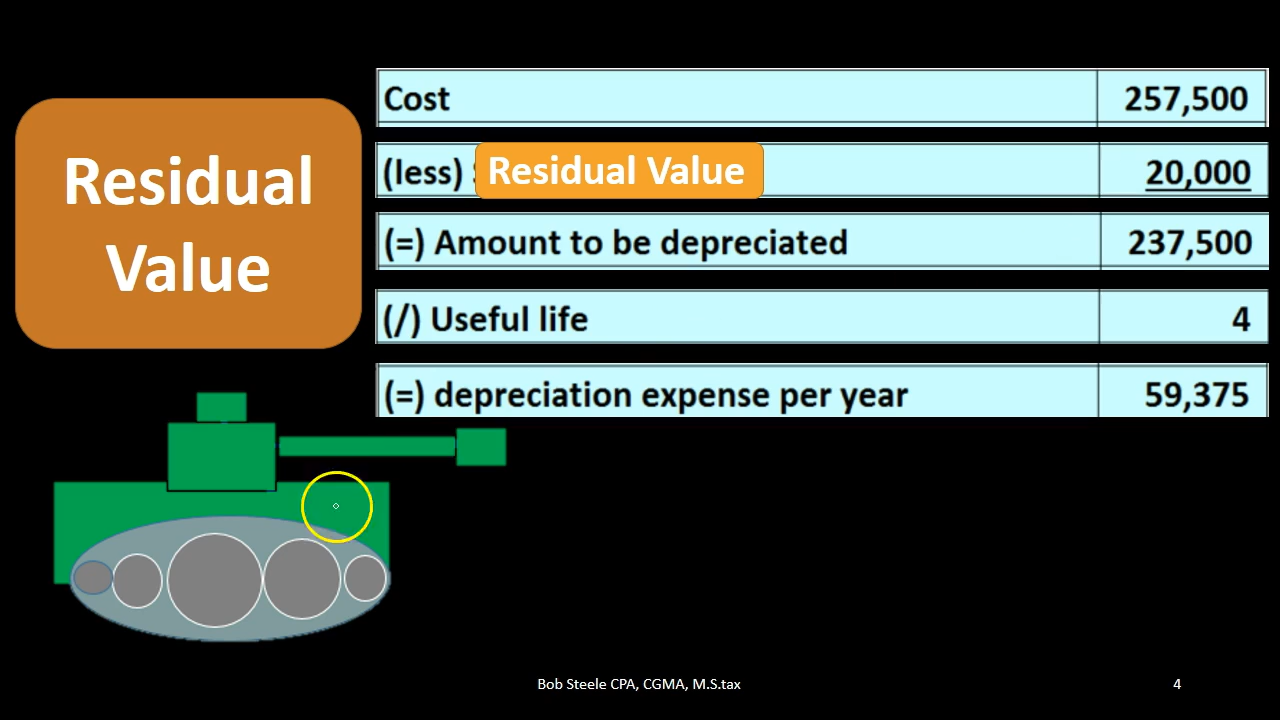 Residual
Value
Cost 257,500
(less) Residual Value 20,000
(=) Amount to be depreciated 237,500
(/) Useful life 4
(=) depreciation expense per year 59,375
Bob Steele CPA, CGMA, M.S.tax 4